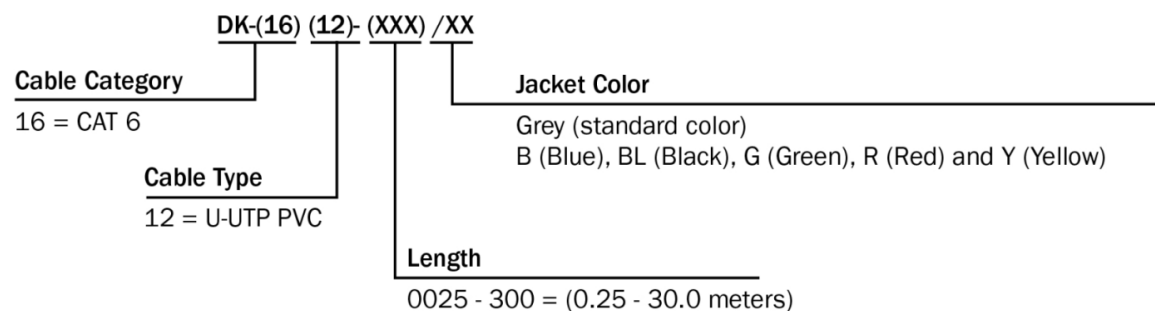 DK-(16) (12)- (XXX) /XX
Cable Category
16 = CAT 6
Jacket Color
Grey (standard color)
B (Blue), BL (Black), G (Green), R (Red) and Y (Yellow)
Cable Type
12 = U-UTP PVC
Length
0025 - 300 = (0.25 - 30.0 meters)